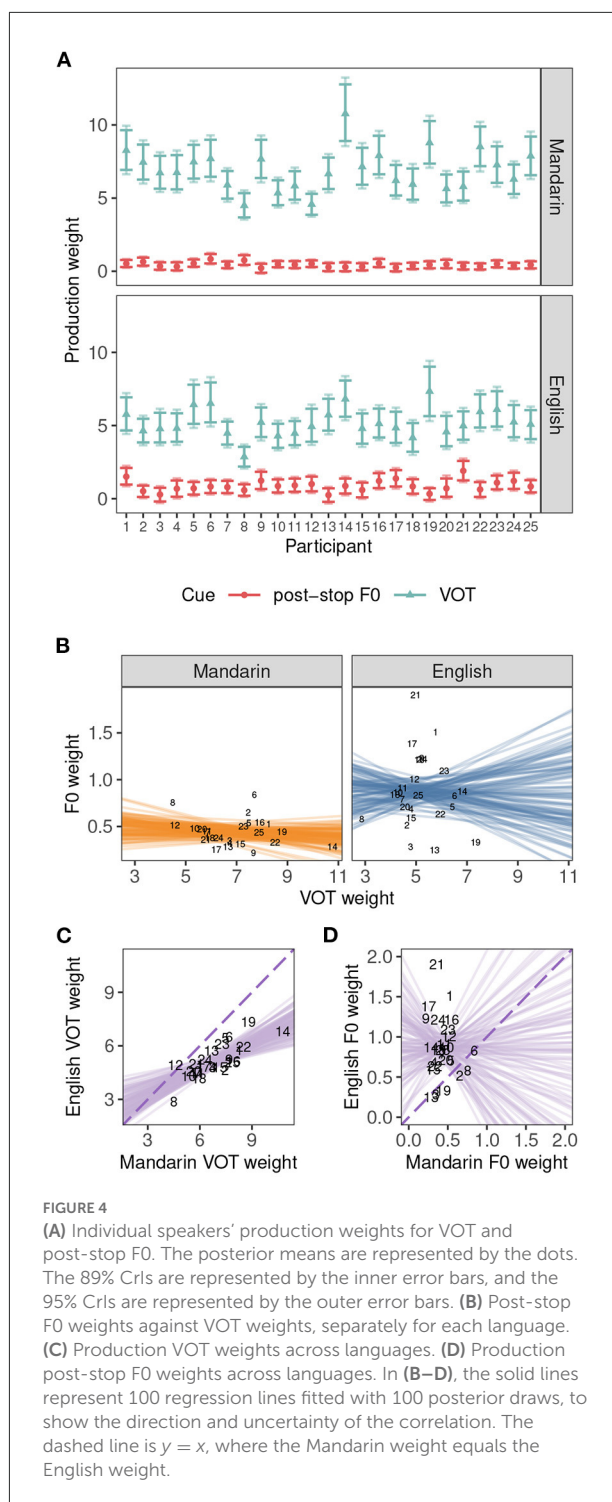 A
10
5
0
Mandarin
10
5
0
English
Production weight
1 2 3 4 5 6 7 8 9 10 11 12 13 14 15 16 17 18 19 20 21 22 23 24 25
Participant
Cue post−stop F0 VOT
B
Mandarin English
1.5
1.0
0.5
F0 weight
3 5 7 9 11 3 5 7 9 11
VOT weight
C
9
6
3
English VOT weight
3 6 9
Mandarin VOT weight
D
2.0
1.5
1.0
0.5
0.0
English F0 weight
0.0 0.5 1.0 1.5 2.0
Mandarin F0 weight
FIGURE 4
(A) Individual speakers’ production weights for VOT and
post-stop F0. The posterior means are represented by the dots.
The 89% CrIs are represented by the inner error bars, and the
95% CrIs are represented by the outer error bars. (B) Post-stop
F0 weights against VOT weights, separately for each language.
(C) Production VOT weights across languages. (D) Production
post-stop F0 weights across languages. In (B–D), the solid lines
represent 100 regression lines fitted with 100 posterior draws, to
show the direction and uncertainty of the correlation. The
dashed line is y = x, where the Mandarin weight equals the
English weight.